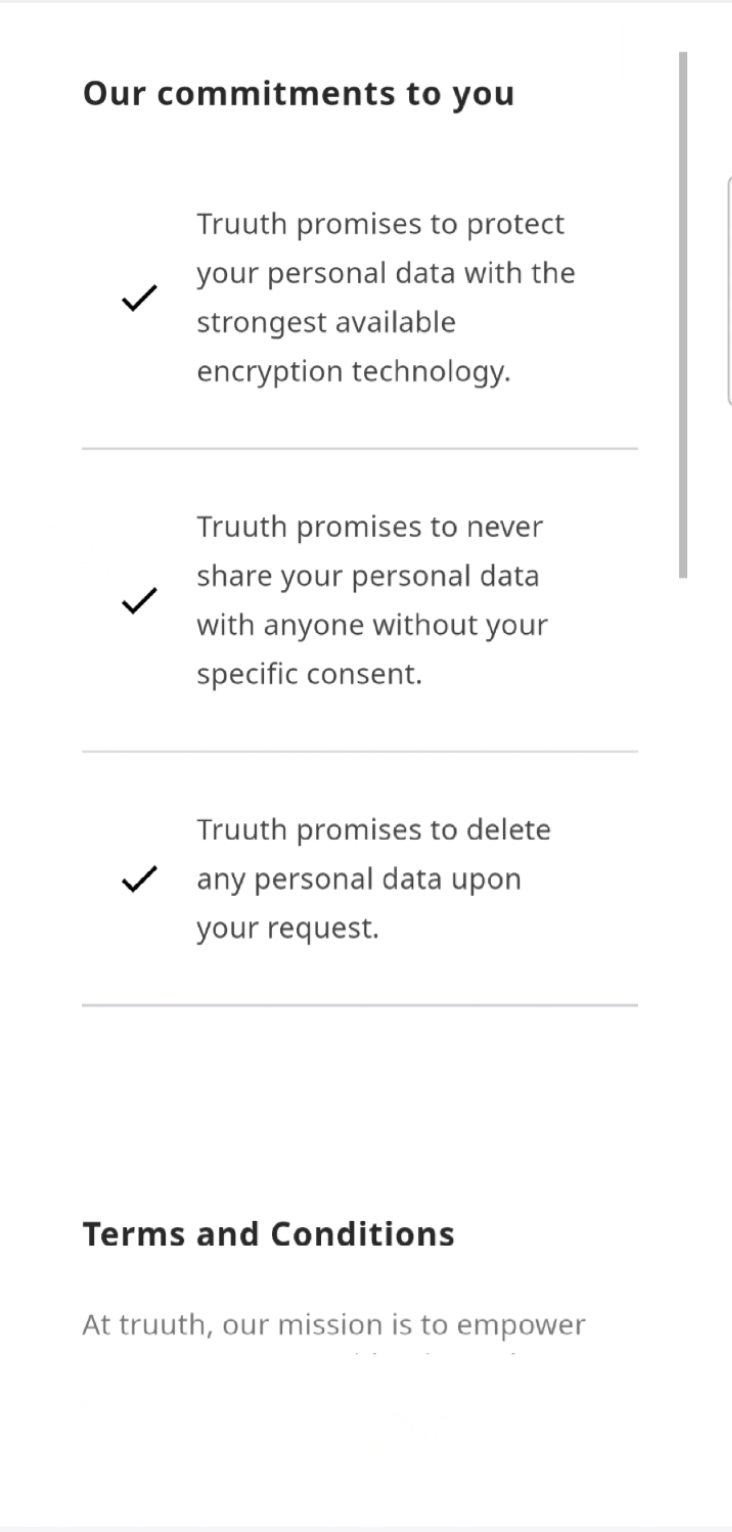 Our commitments to you
Truuth promises to protect
your personal data with the
strongest available
encryption technology.
Truuth promises to never
share your personal data
with anyone without your
specific consent.
Truuth promises to delete
any personal data upon
your request.
Terms and Conditions
At truuth, our mission is to empower